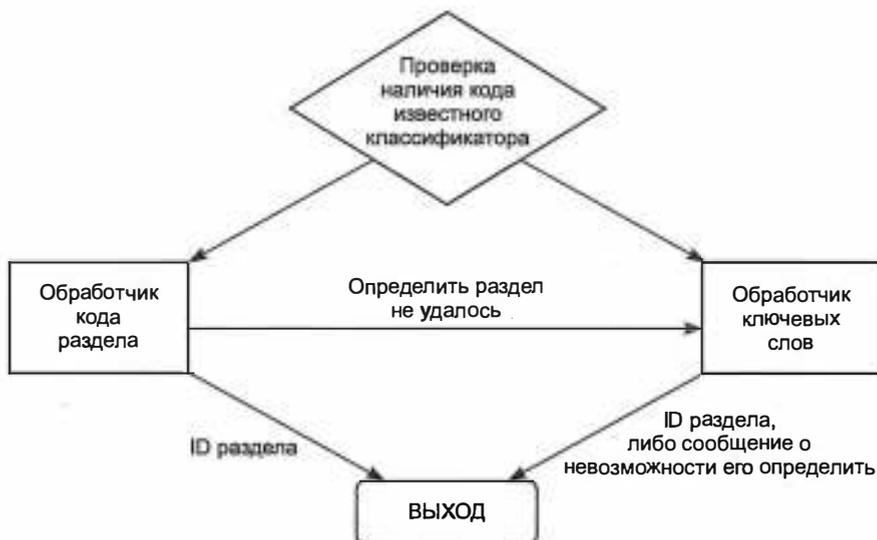 Проверка
наличия кода
известного
классификатора
Обработчик
кода
раздела
Определить раздел
не удалось
Обработчик
ключевых
слов
ID раздела
ID раздела,
либо сообщение о
невозможности его определить
ВЫХОД